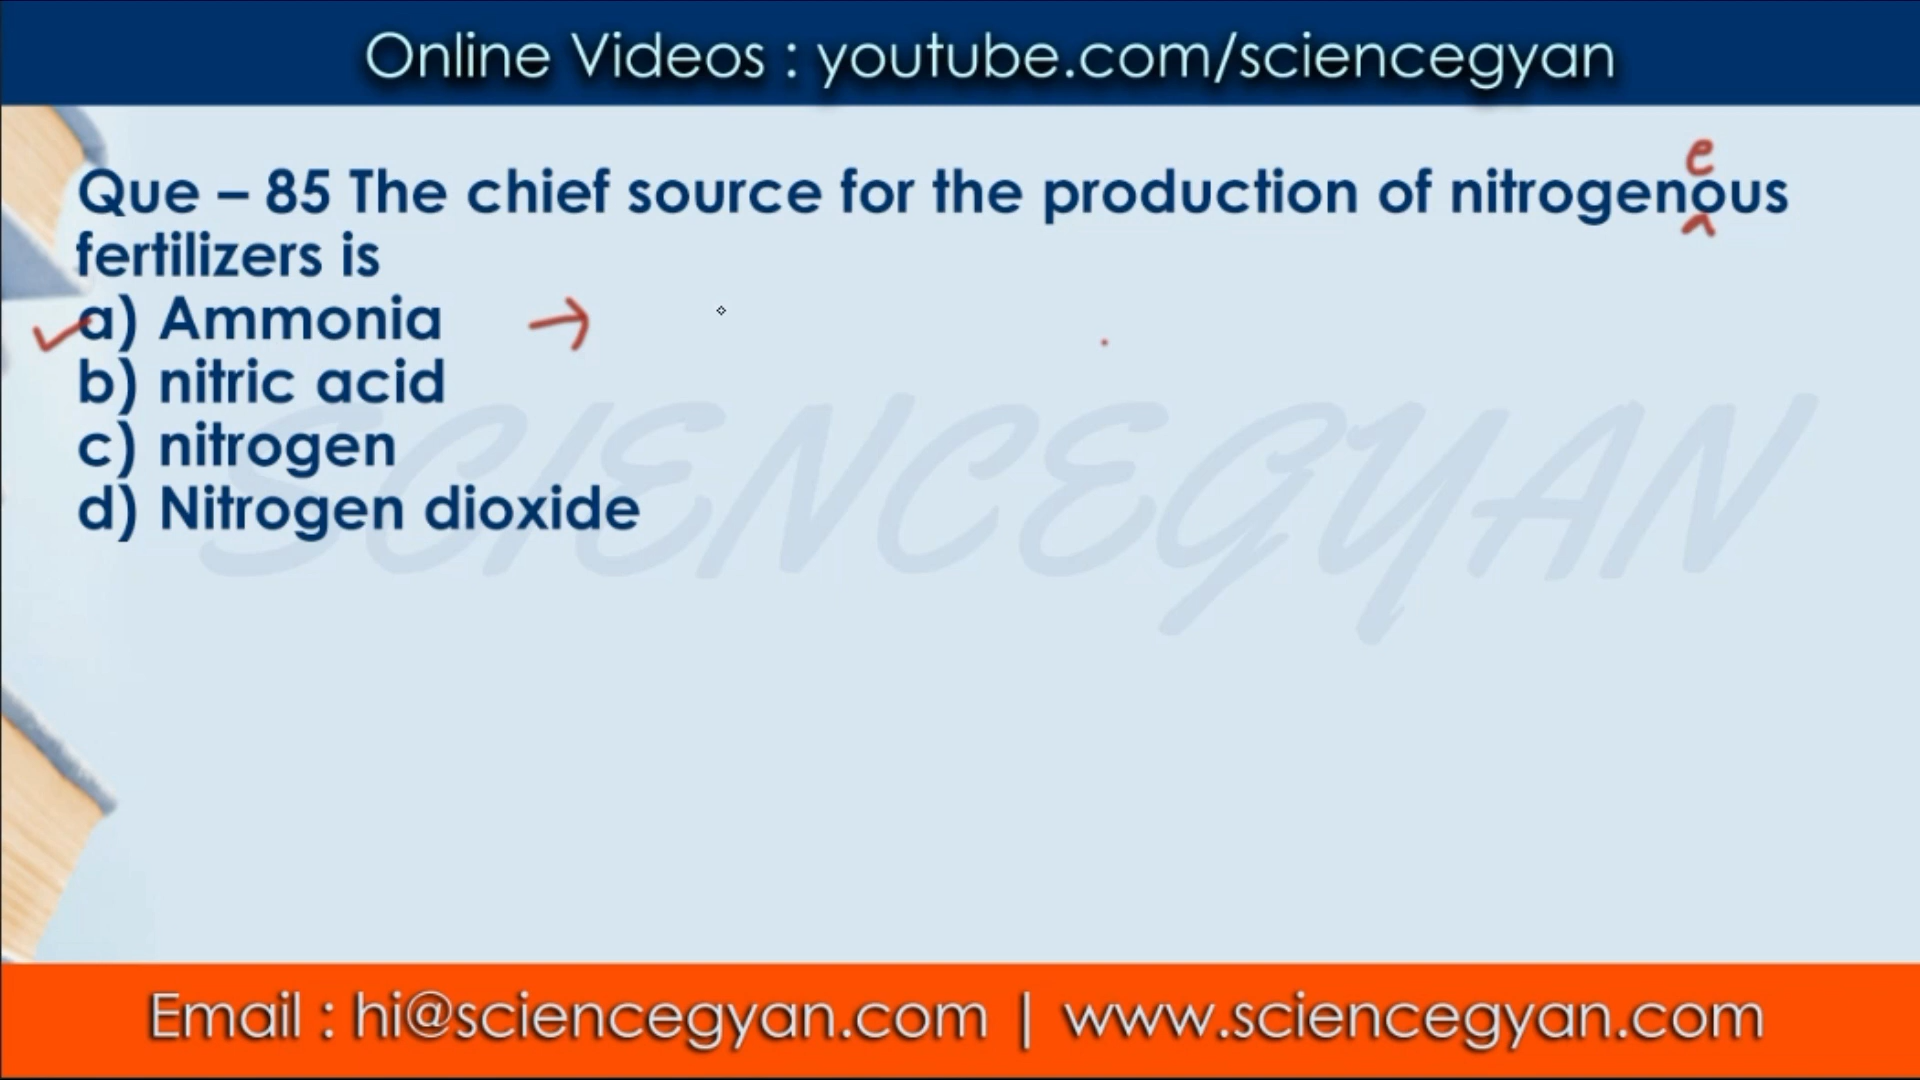 Online Videos : youtube.com/sciencegyan
e
Que – 85 The chief source for the production of nitrogenous
fertilizers is
a) Ammonia
b) nitric acid
c) nitrogen
d) Nitrogen dioxide
SCIENCEGYAN
Email : hi@sciencegyan.com | www.sciencegyan.com